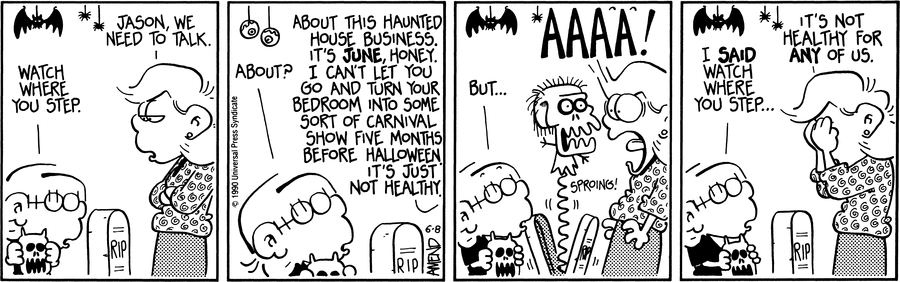 JASON, WE
NEED TO TALK.
WATCH
WHERE
YOU STEP.
RIP
ABOUT?
ABOUT THIS HAUNTED
HOUSE BUSINESS.
IT'S JUNE, HONEY.
I CAN'T LET YOU
GO AND TURN YOUR
BEDROOM INTO SOME
SORT OF CARNIVAL
SHOW FIVE MONTHS
BEFORE HALLOWEEN.
IT'S JUST
NOT HEALTHY.
© 1990 Universal Press Syndicate
RIP
6-8
AMEND
AAAA!
BUT...
SPROING!
RIP
I SAID
WATCH
WHERE
YOU STEP...
IT'S NOT
HEALTHY FOR
ANY OF US.
RIP